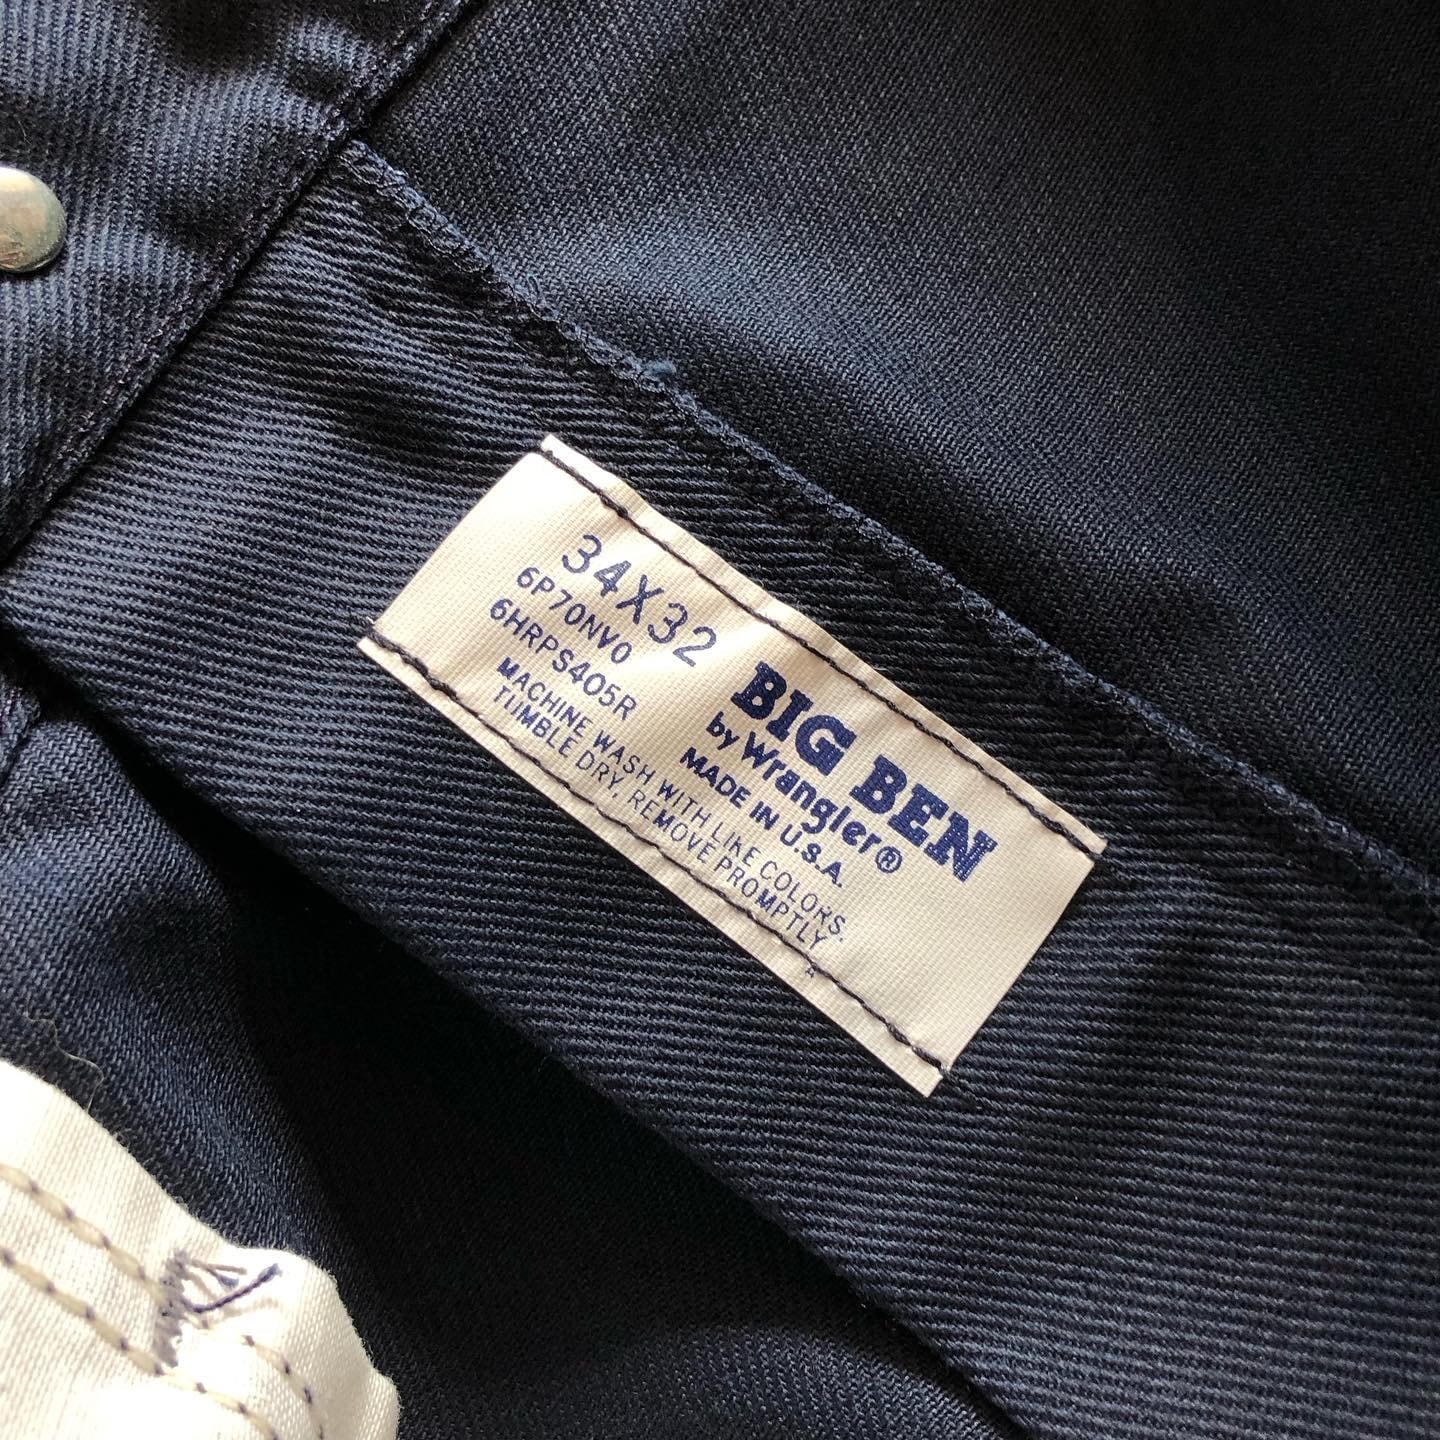 34X32
6P70NV0
6HRPS405R
BIG BEN
by Wrangler®
MADE IN U.S.A.
MACHINE WASH WITH LIKE COLORS.
TUMBLE DRY, REMOVE PROMPTLY